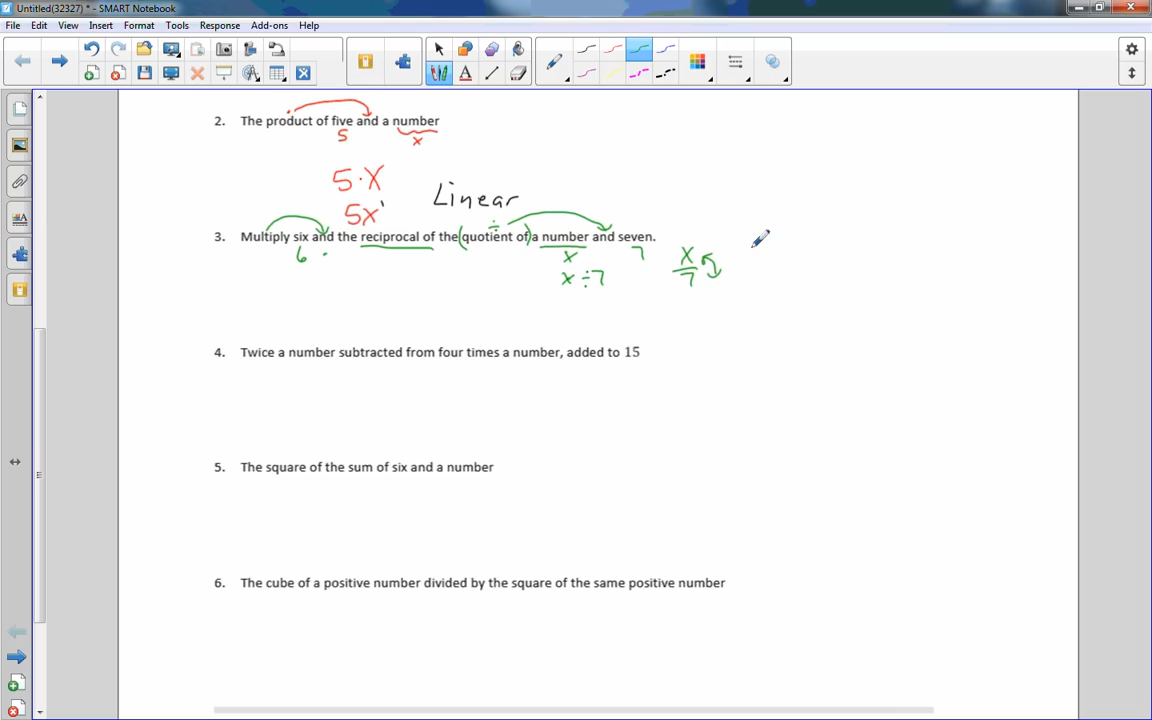 Untitled(32327) * - SMART Notebook
File Edit View Insert Format Tools Response Add-ons Help
2. The product of five and a number
5 x
5·X
Linear
5x¹
3. Multiply six and the reciprocal of the (quotient of) a number and seven.
÷
6 · x 7
x ÷ 7
x
7
4. Twice a number subtracted from four times a number, added to 15
5. The square of the sum of six and a number
6. The cube of a positive number divided by the square of the same positive number